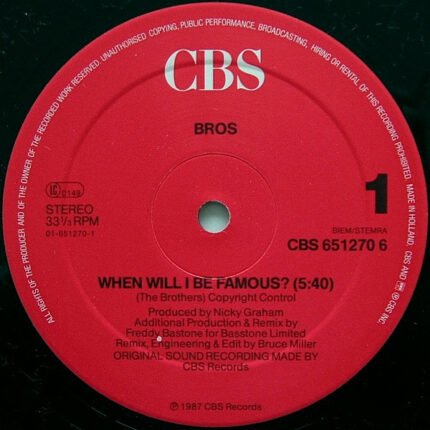 ALL RIGHTS OF THE PRODUCER AND OF THE OWNER OF THE RECORDED WORK RESERVED. UNAUTHORISED COPYING, PUBLIC PERFORMANCE, BROADCASTING, HIRING OR RENTAL OF THIS RECORDING PROHIBITED. MADE IN HOLLAND. CBS AND ℗ © CBS INC.
CBS
BROS
LC 0149
STEREO
33⅓ RPM
01-651270-1
1
BIEM/STEMRA
CBS 651270 6
WHEN WILL I BE FAMOUS? (5:40)
(The Brothers) Copyright Control
Produced by Nicky Graham
Additional Production & Remix by
Freddy Bastone for Basstone Limited
Remix, Engineering & Edit by Bruce Miller
ORIGINAL SOUND RECORDING MADE BY
CBS Records
℗ 1987 CBS Records